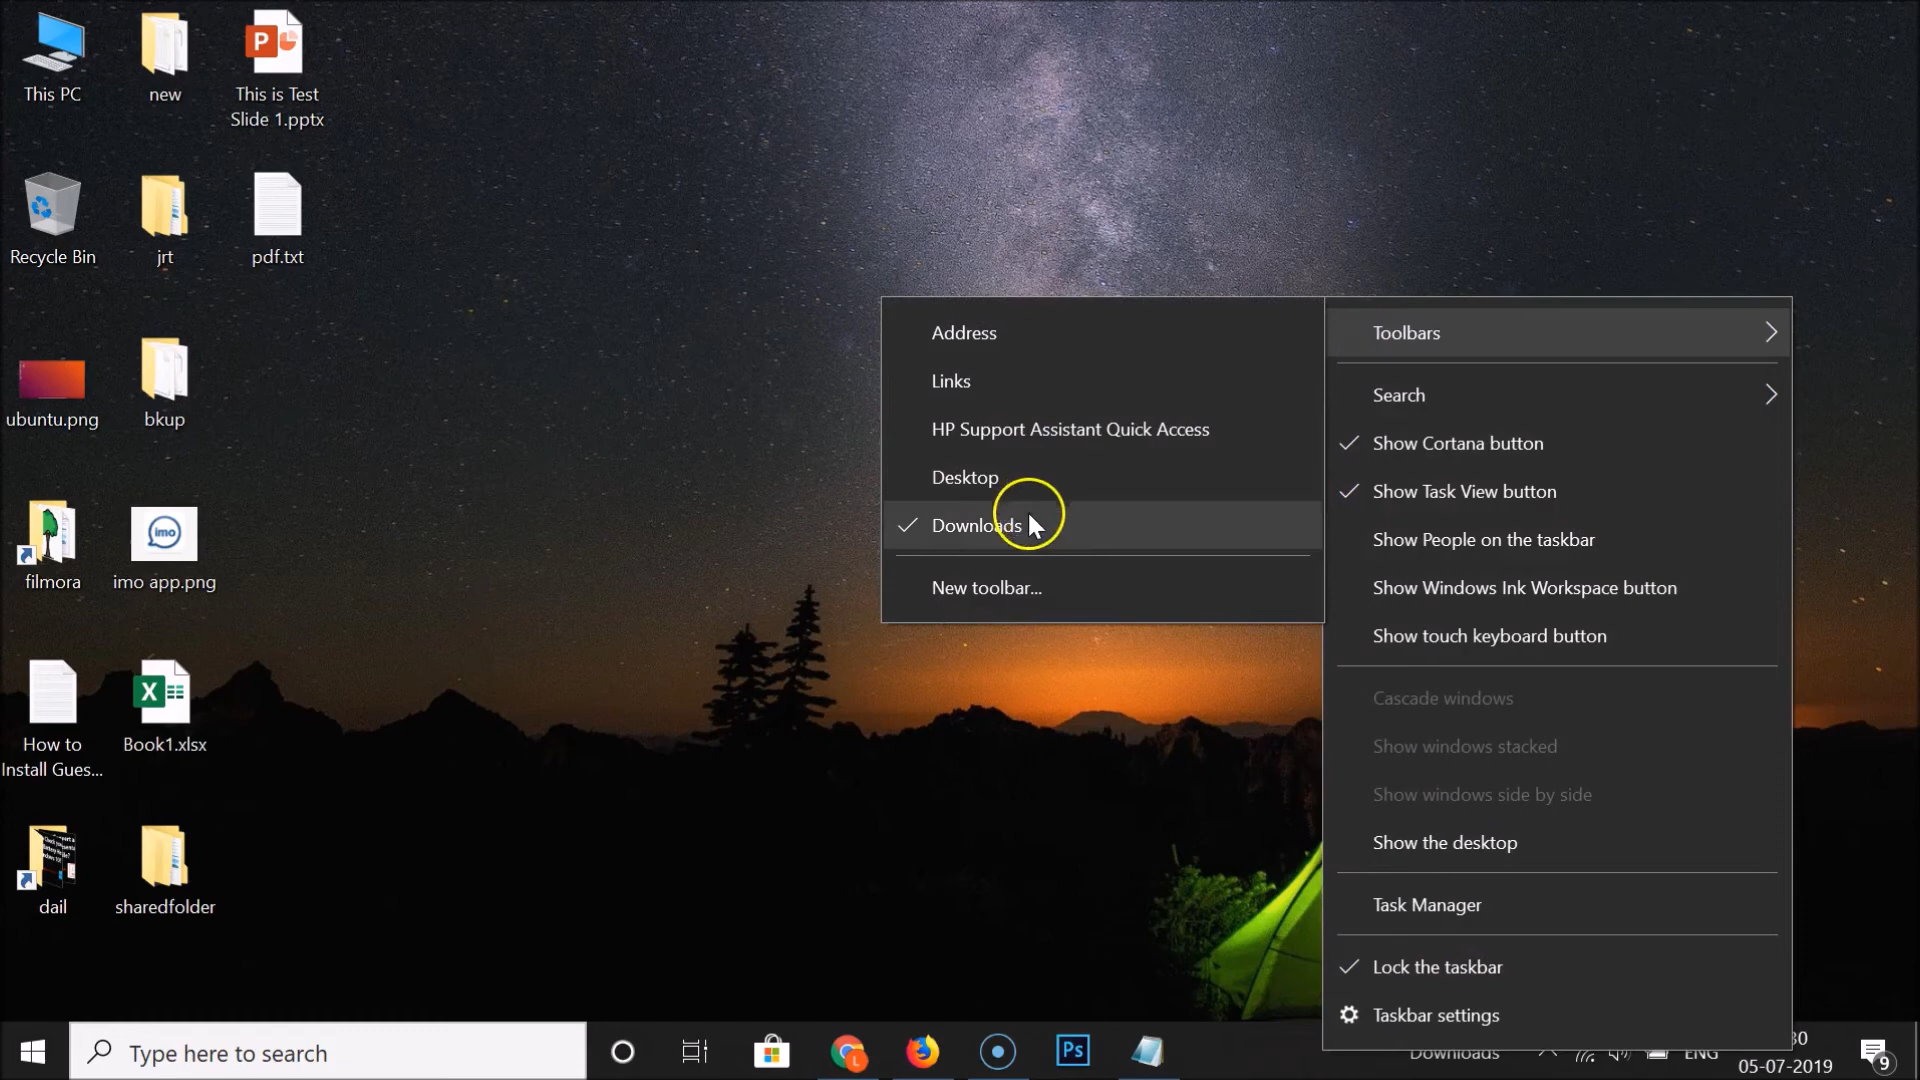 This PC
new
This is Test
Slide 1.pptx
Recycle Bin
jrt
pdf.txt
ubuntu.png
bkup
filmora
imo
imo app.png
How to
Install Gues...
Book1.xlsx
dail
sharedfolder
Address
Links
HP Support Assistant Quick Access
Desktop
Downloads
New toolbar...
Toolbars
Search
Show Cortana button
Show Task View button
Show People on the taskbar
Show Windows Ink Workspace button
Show touch keyboard button
Cascade windows
Show windows stacked
Show windows side by side
Show the desktop
Task Manager
Lock the taskbar
Taskbar settings
Type here to search
L
Ps
Downloads
ENG
30
05-07-2019
9